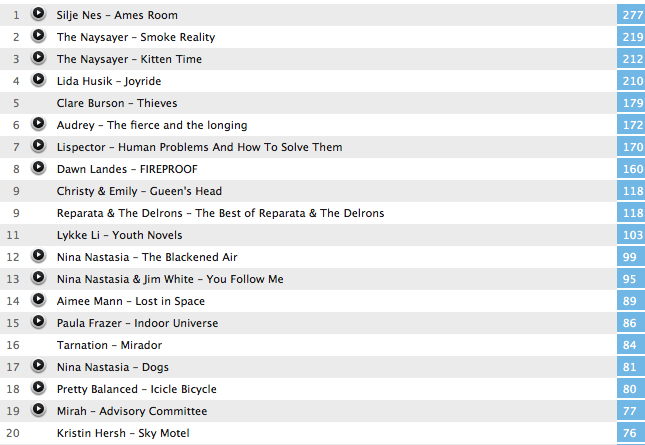 1 Silje Nes – Ames Room 277
2 The Naysayer – Smoke Reality 219
3 The Naysayer – Kitten Time 212
4 Lida Husik – Joyride 210
5 Clare Burson – Thieves 179
6 Audrey – The fierce and the longing 172
7 Lispector – Human Problems And How To Solve Them 170
8 Dawn Landes – FIREPROOF 160
9 Christy & Emily – Gueen's Head 118
9 Reparata & The Delrons – The Best of Reparata & The Delrons 118
11 Lykke Li – Youth Novels 103
12 Nina Nastasia – The Blackened Air 99
13 Nina Nastasia & Jim White – You Follow Me 95
14 Aimee Mann – Lost in Space 89
15 Paula Frazer – Indoor Universe 86
16 Tarnation – Mirador 84
17 Nina Nastasia – Dogs 81
18 Pretty Balanced – Icicle Bicycle 80
19 Mirah – Advisory Committee 77
20 Kristin Hersh – Sky Motel 76